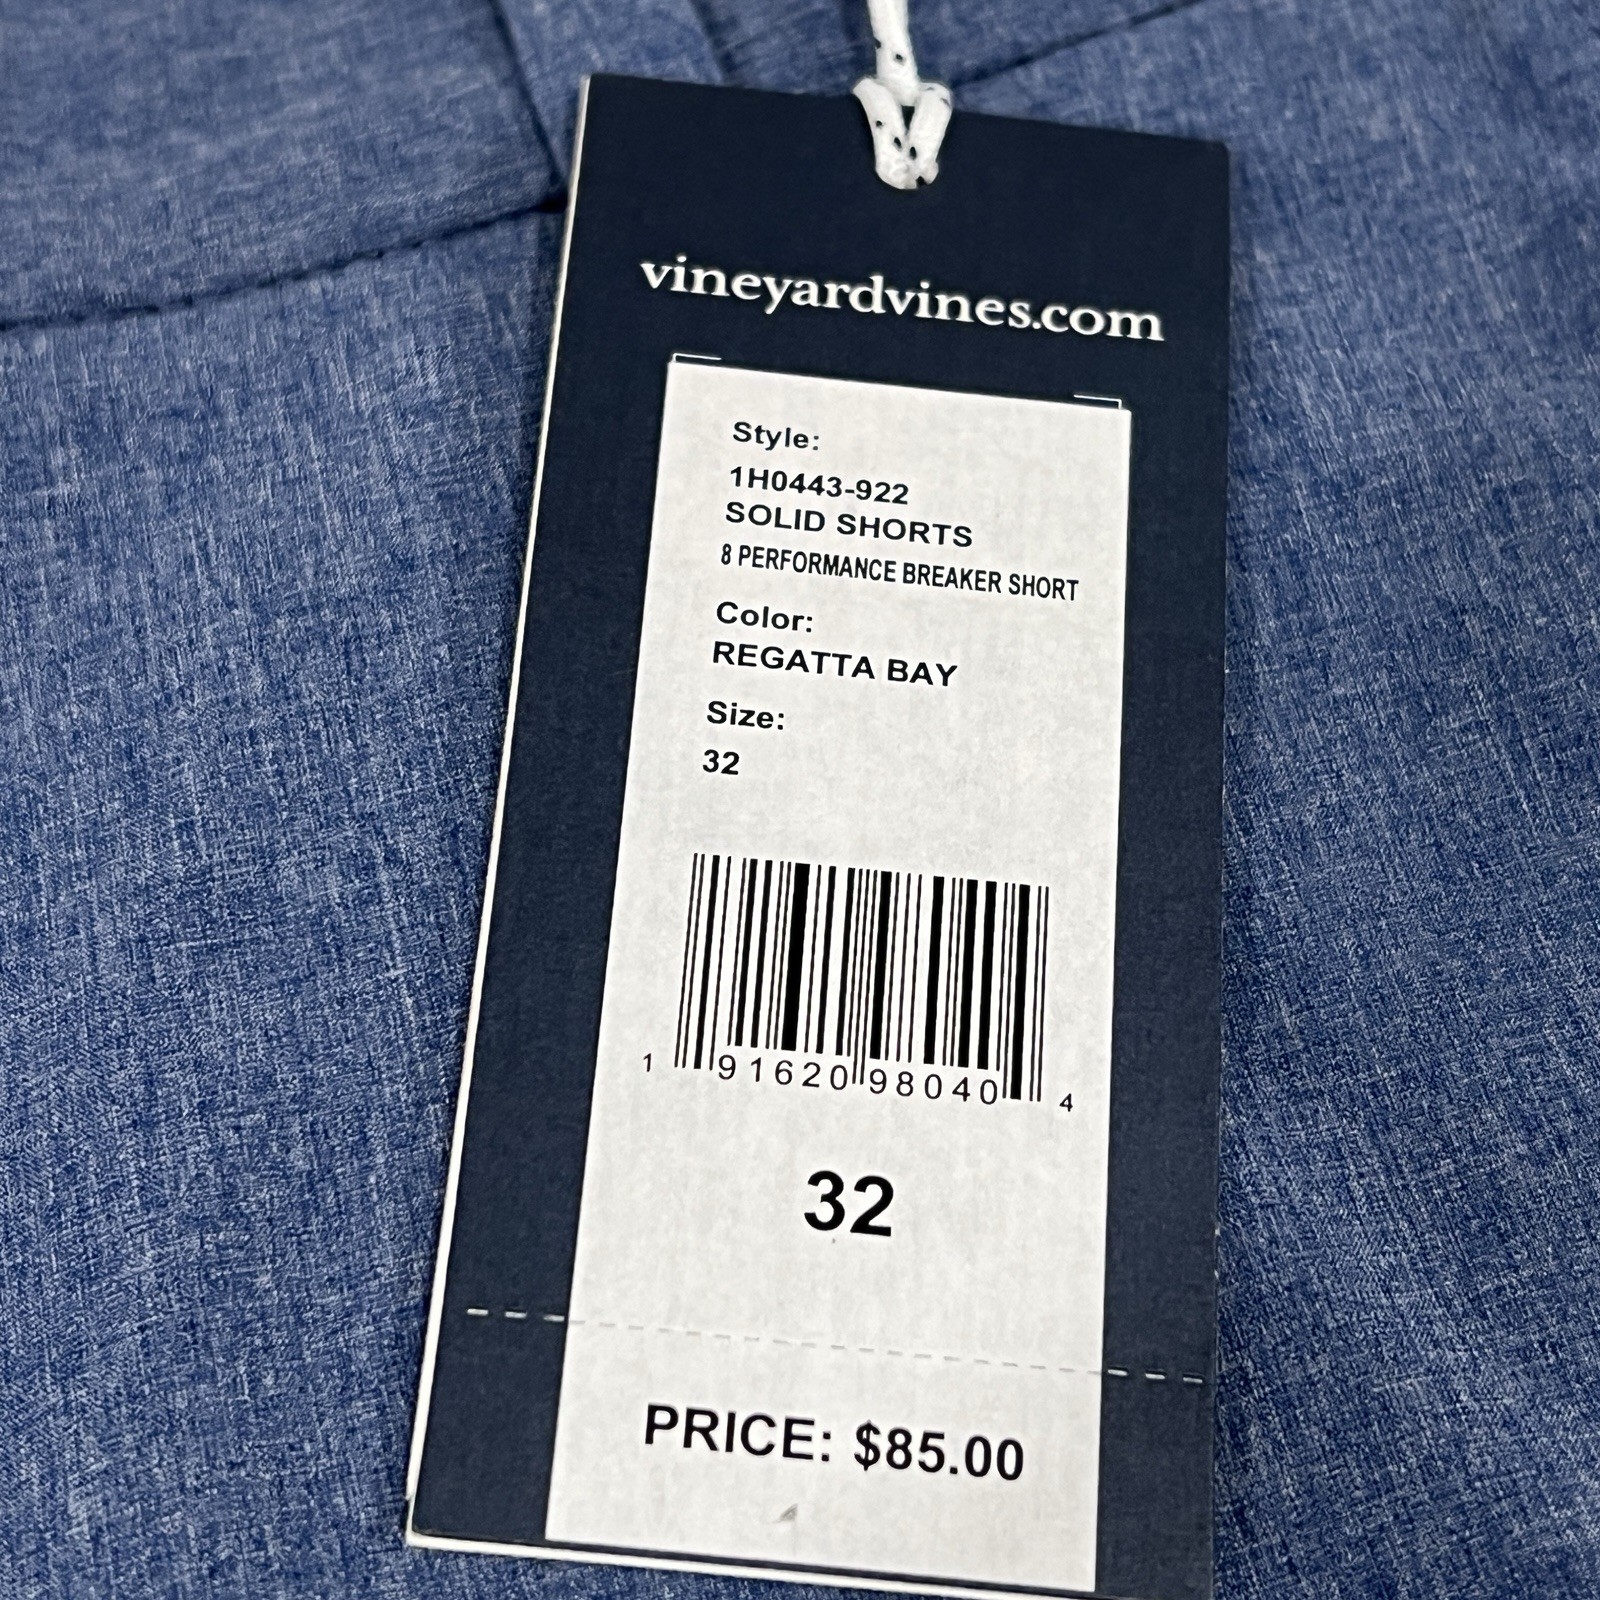 vineyardvines.com
Style:
1H0443-922
SOLID SHORTS
8 PERFORMANCE BREAKER SHORT
Color:
REGATTA BAY
Size:
32
1 91620 98040 4
32
PRICE: $85.00